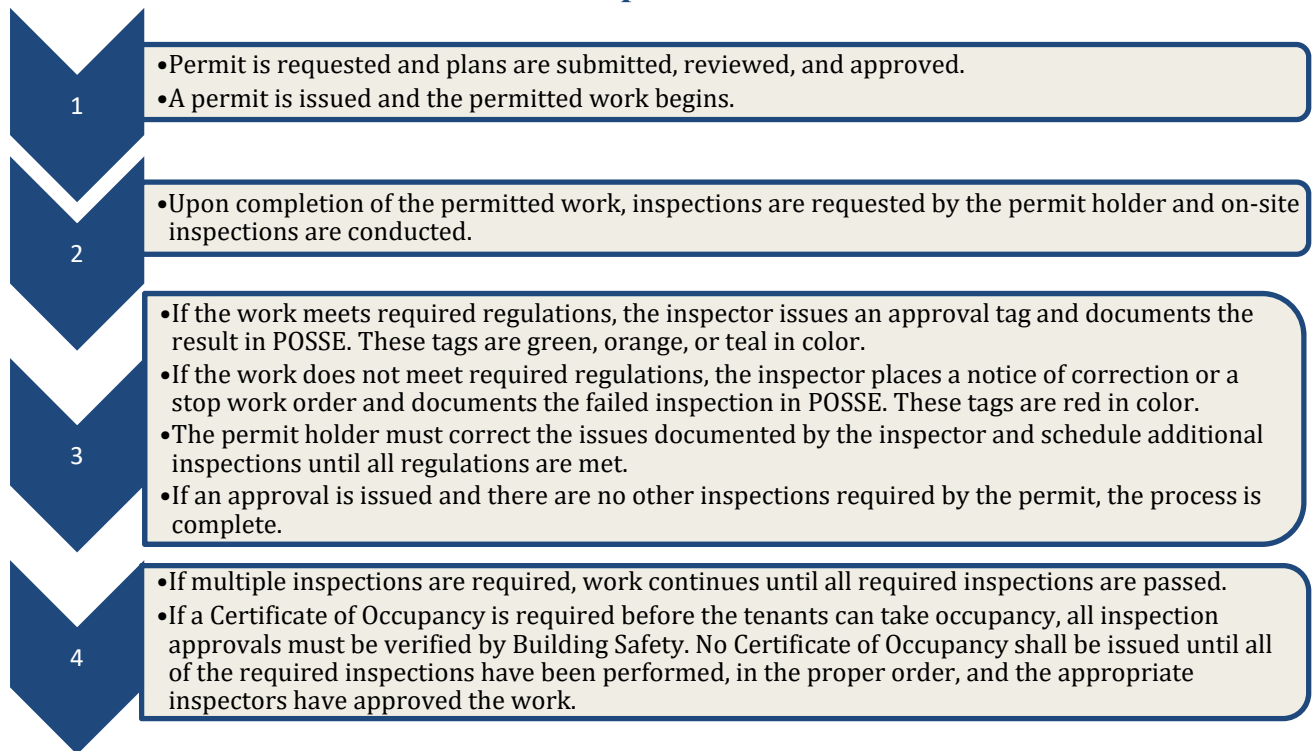 1
•Permit is requested and plans are submitted, reviewed, and approved.
•A permit is issued and the permitted work begins.
2
•Upon completion of the permitted work, inspections are requested by the permit holder and on-site
inspections are conducted.
3
•If the work meets required regulations, the inspector issues an approval tag and documents the
result in POSSE. These tags are green, orange, or teal in color.
•If the work does not meet required regulations, the inspector places a notice of correction or a
stop work order and documents the failed inspection in POSSE. These tags are red in color.
•The permit holder must correct the issues documented by the inspector and schedule additional
inspections until all regulations are met.
•If an approval is issued and there are no other inspections required by the permit, the process is
complete.
4
•If multiple inspections are required, work continues until all required inspections are passed.
•If a Certificate of Occupancy is required before the tenants can take occupancy, all inspection
approvals must be verified by Building Safety. No Certificate of Occupancy shall be issued until all
of the required inspections have been performed, in the proper order, and the appropriate
inspectors have approved the work.